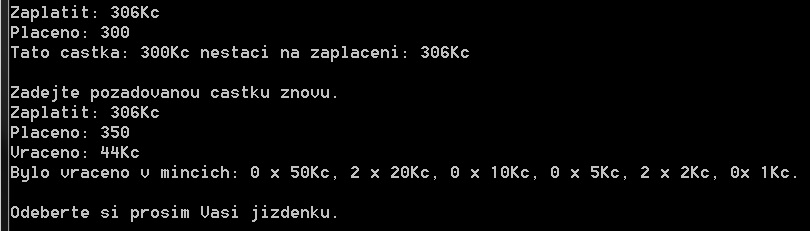 Zaplatit: 306Kc
Placeno: 300
Tato castka: 300Kc nestaci na zaplaceni: 306Kc
Zadejte pozadovanou castku znovu.
Zaplatit: 306Kc
Placeno: 350
Vraceno: 44Kc
Bylo vraceno v mincich: 0 x 50Kc, 2 x 20Kc, 0 x 10Kc, 0 x 5Kc, 2 x 2Kc, 0x 1Kc.
Odeberte si prosim Vasi jizdenku.